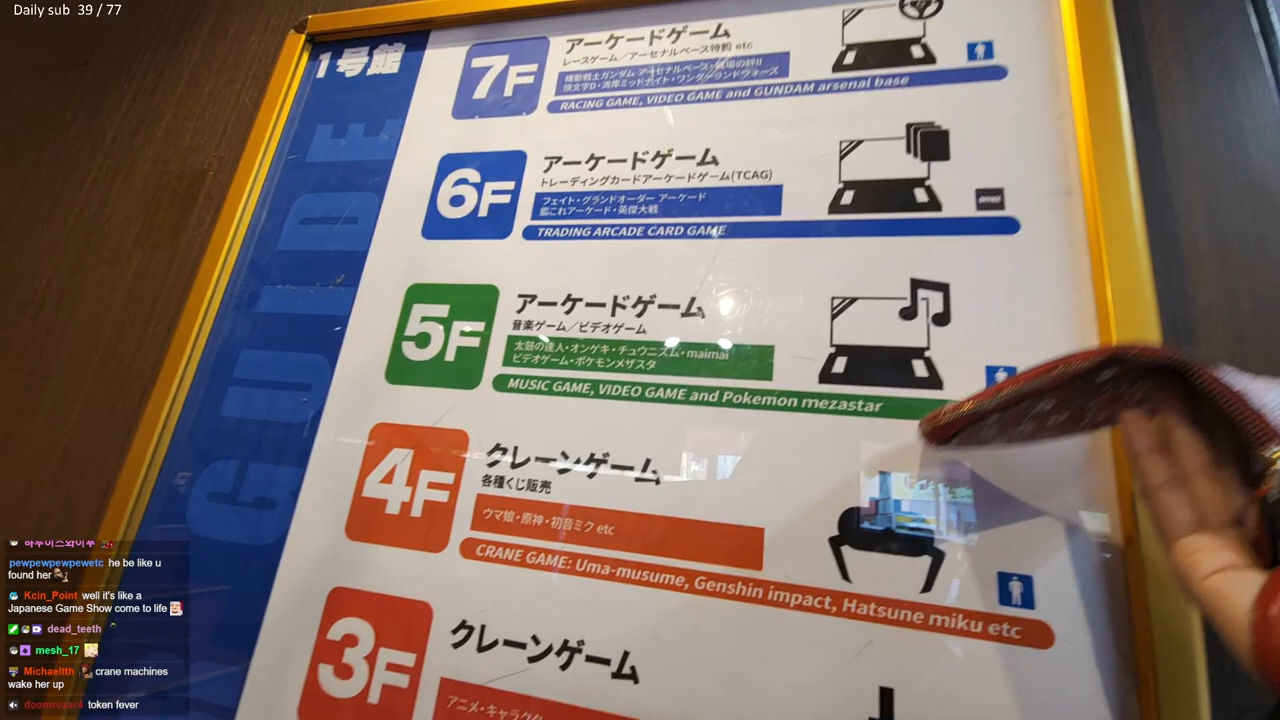 Daily sub 39 / 77
1号館
GUIDE
7F
アーケードゲーム
レースゲーム／アーセナルベース特殿 etc
機動戦士ガンダム アーセナルベース・戦場の絆II
頭文字D・湾岸ミッドナイト・ワンダーランドウォーズ
RACING GAME, VIDEO GAME and GUNDAM arsenal base
6F
アーケードゲーム
トレーディングカードアーケードゲーム(TCAG)
フェイト・グランドオーダー アーケード
艦これアーケード・英傑大戦
TRADING ARCADE CARD GAME
5F
アーケードゲーム
音楽ゲーム／ビデオゲーム
太鼓の達人・オンゲキ・チュウニズム・maimai
ビデオゲーム・ポケモンメザスタ
MUSIC GAME, VIDEO GAME and Pokemon mezastar
4F
クレーンゲーム
各種くじ販売
ウマ娘・原神・初音ミク etc
CRANE GAME: Uma-musume, Genshin impact, Hatsune miku etc
3F
クレーンゲーム
アニメ・キャラクタ
pewpewpewpewetc he be like u
found her
Kcin_Point well it's like a
Japanese Game Show come to life
dead_teeth
mesh_17
Michaeltth crane machines
wake her up
doomroxar4 token fever